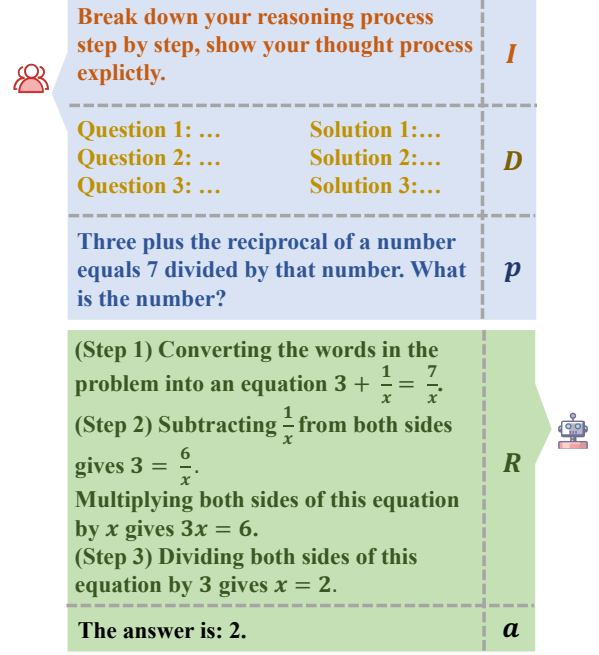 Break down your reasoning process
step by step, show your thought process
explictly.
I
Question 1: … Solution 1:…
Question 2: … Solution 2:…
Question 3: … Solution 3:…
D
Three plus the reciprocal of a number
equals 7 divided by that number. What
is the number?
p
(Step 1) Converting the words in the
problem into an equation 3 + 1/x = 7/x.
(Step 2) Subtracting 1/x from both sides
gives 3 = 6/x.
Multiplying both sides of this equation
by x gives 3x = 6.
(Step 3) Dividing both sides of this
equation by 3 gives x = 2.
R
The answer is: 2.
a